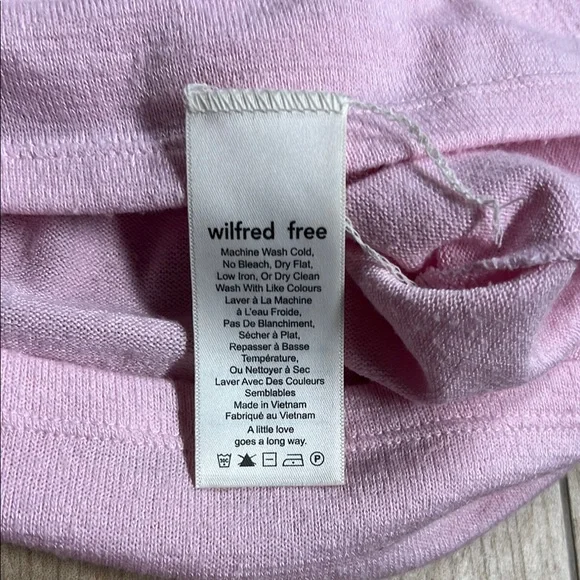 wilfred free
Machine Wash Cold,
No Bleach, Dry Flat,
Low Iron, Or Dry Clean
Wash With Like Colours
Laver à La Machine
à L'eau Froide,
Pas De Blanchiment,
Sécher à Plat,
Repasser à Basse
Température,
Ou Nettoyer à Sec
Laver Avec Des Couleurs
Semblables
Made in Vietnam
Fabriqué au Vietnam
A little love
goes a long way.
30C P